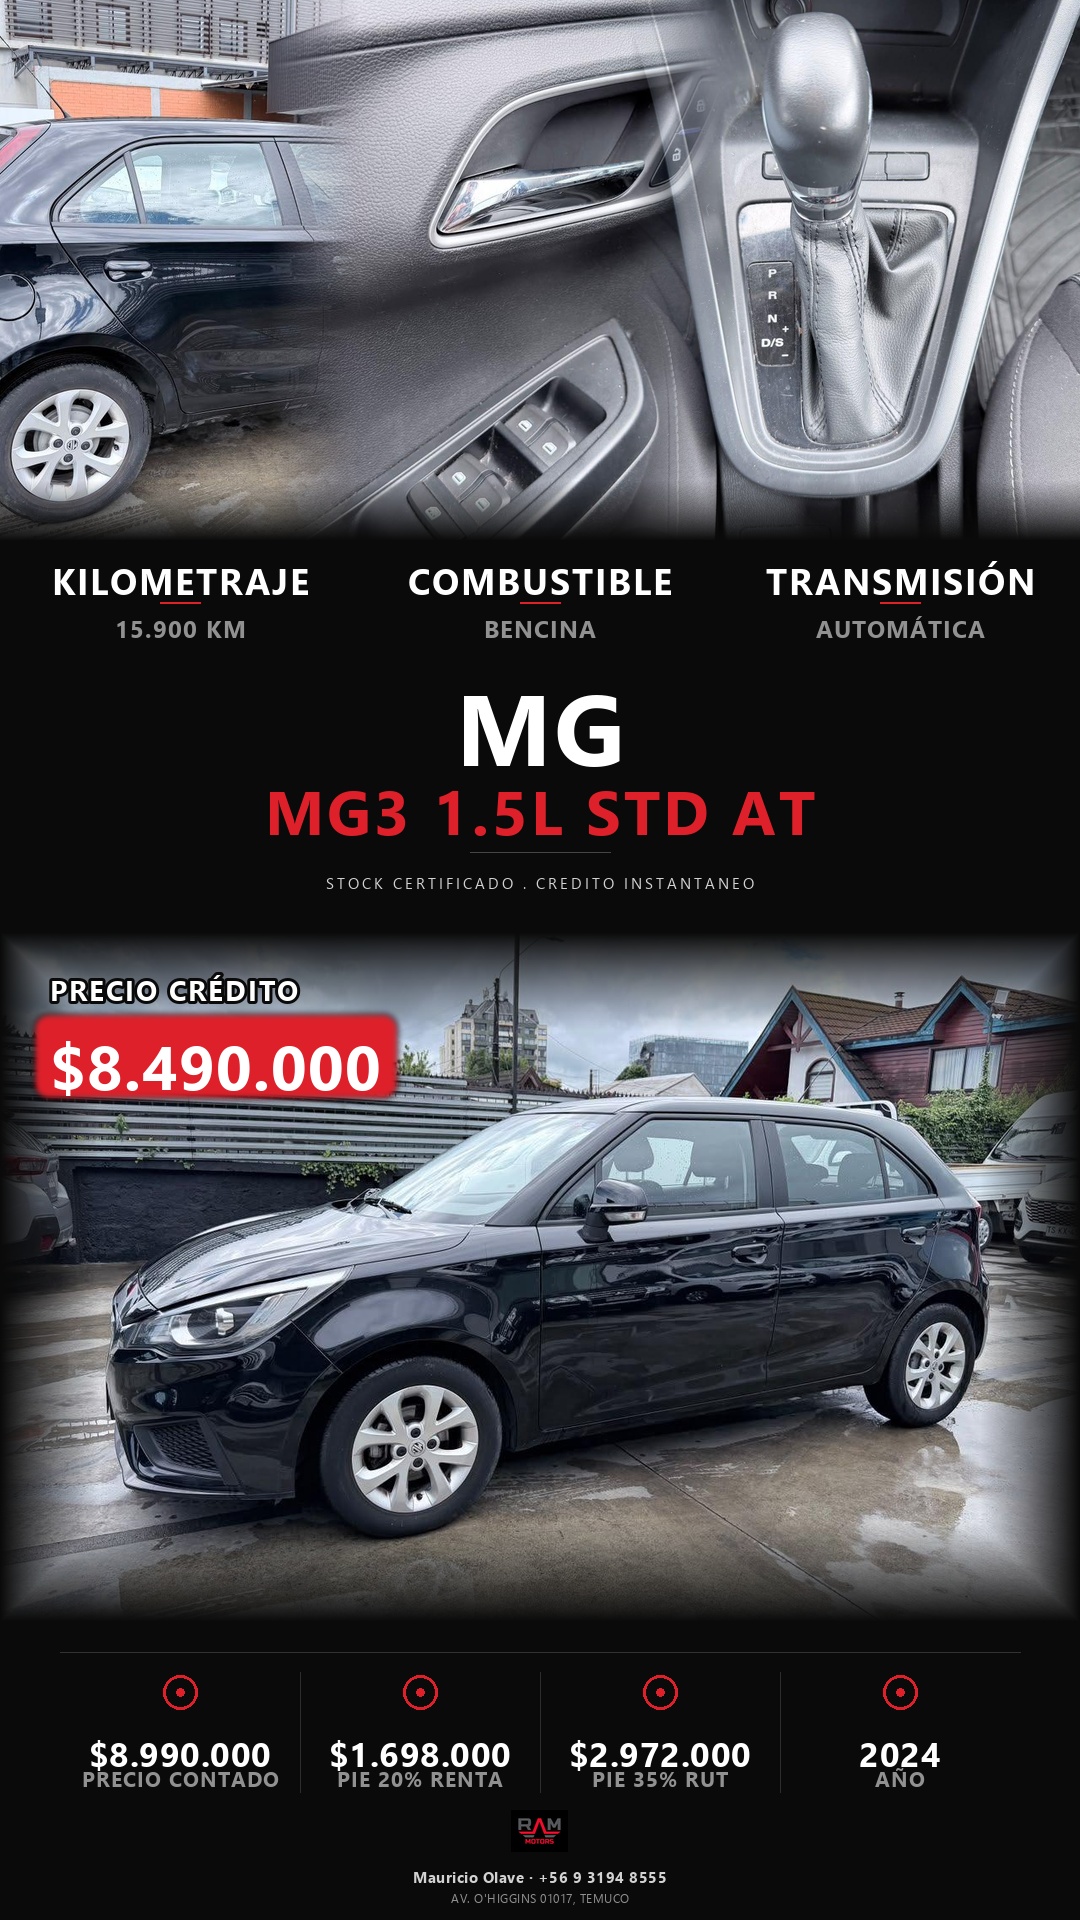 P
R
N
+
D/S
–
KILOMETRAJE
15.900 KM
COMBUSTIBLE
BENCINA
TRANSMISIÓN
AUTOMÁTICA
MG
MG3 1.5L STD AT
STOCK CERTIFICADO . CREDITO INSTANTANEO
PRECIO CRÉDITO
$8.490.000
$8.990.000
PRECIO CONTADO
$1.698.000
PIE 20% RENTA
$2.972.000
PIE 35% RUT
2024
AÑO
RAM
MOTORS
Mauricio Olave · +56 9 3194 8555
AV. O'HIGGINS 01017, TEMUCO